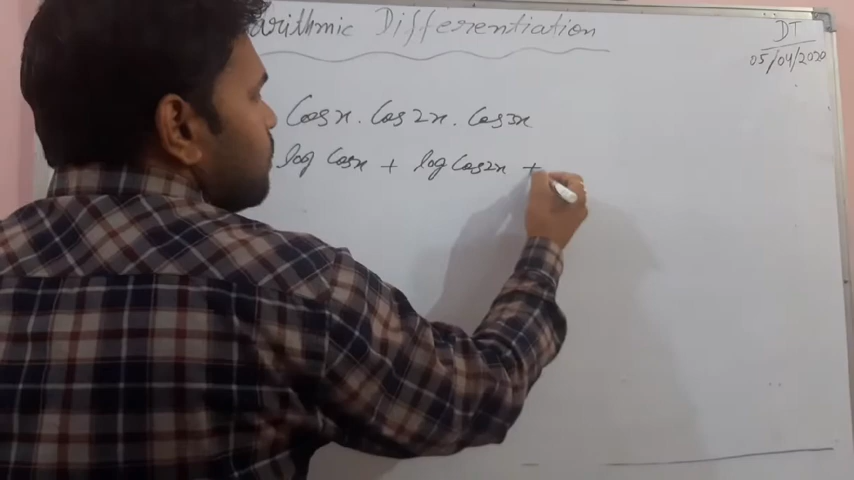 arithmic Differentiation
DT
05/04/2020
Cosx. Cos2x. Cos3x
log Cosx + log Cos2x +